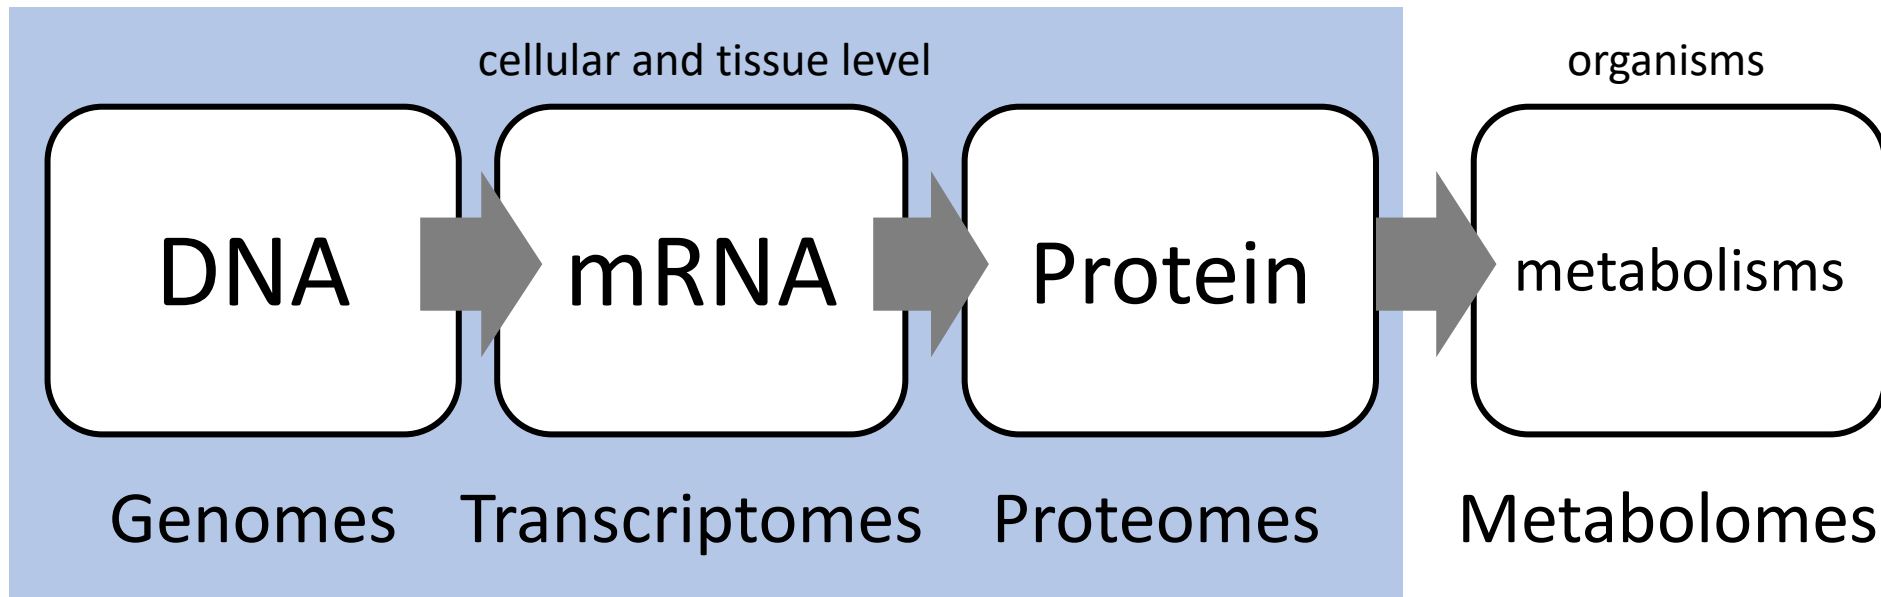 cellular and tissue level
organisms
DNA
mRNA
Protein
metabolisms
Genomes
Transcriptomes
Proteomes
Metabolomes